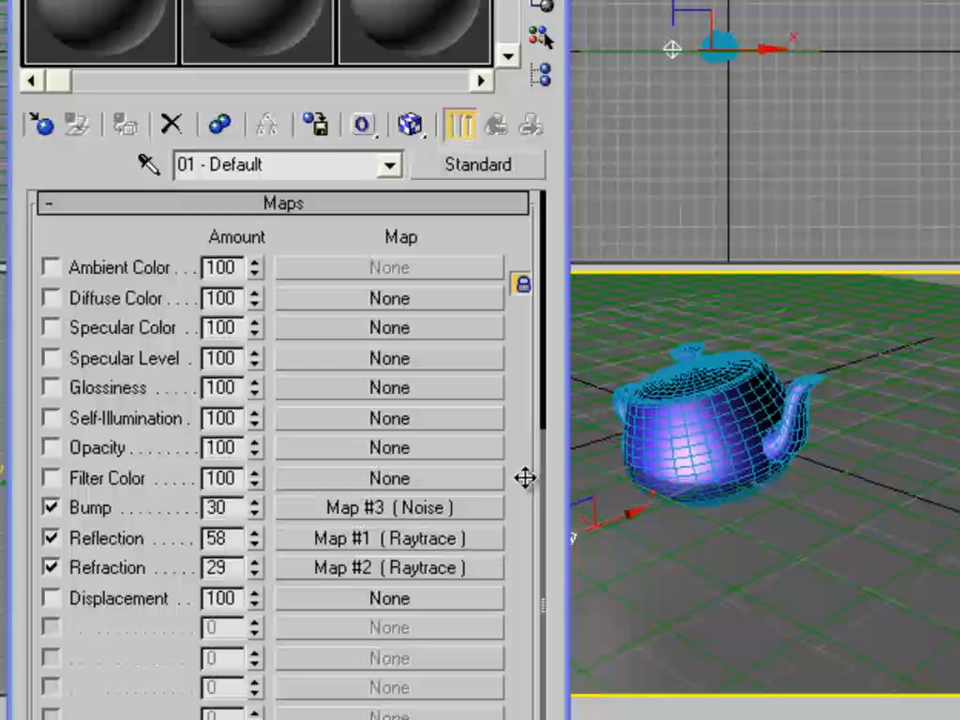 x
01 - Default
Standard
- Maps
Amount Map
Ambient Color . . . 100 None
Diffuse Color . . . . 100 None
Specular Color . . 100 None
Specular Level . . 100 None
Glossiness . . . . . 100 None
Self-Illumination . 100 None
Opacity . . . . . . . . 100 None
Filter Color . . . . . 100 None
Bump . . . . . . . . . 30 Map #3 ( Noise )
Reflection . . . . . 58 Map #1 ( Raytrace )
Refraction . . . . . 29 Map #2 ( Raytrace )
y
Displacement . . 100 None
0 None
0 None
0 None
0 None